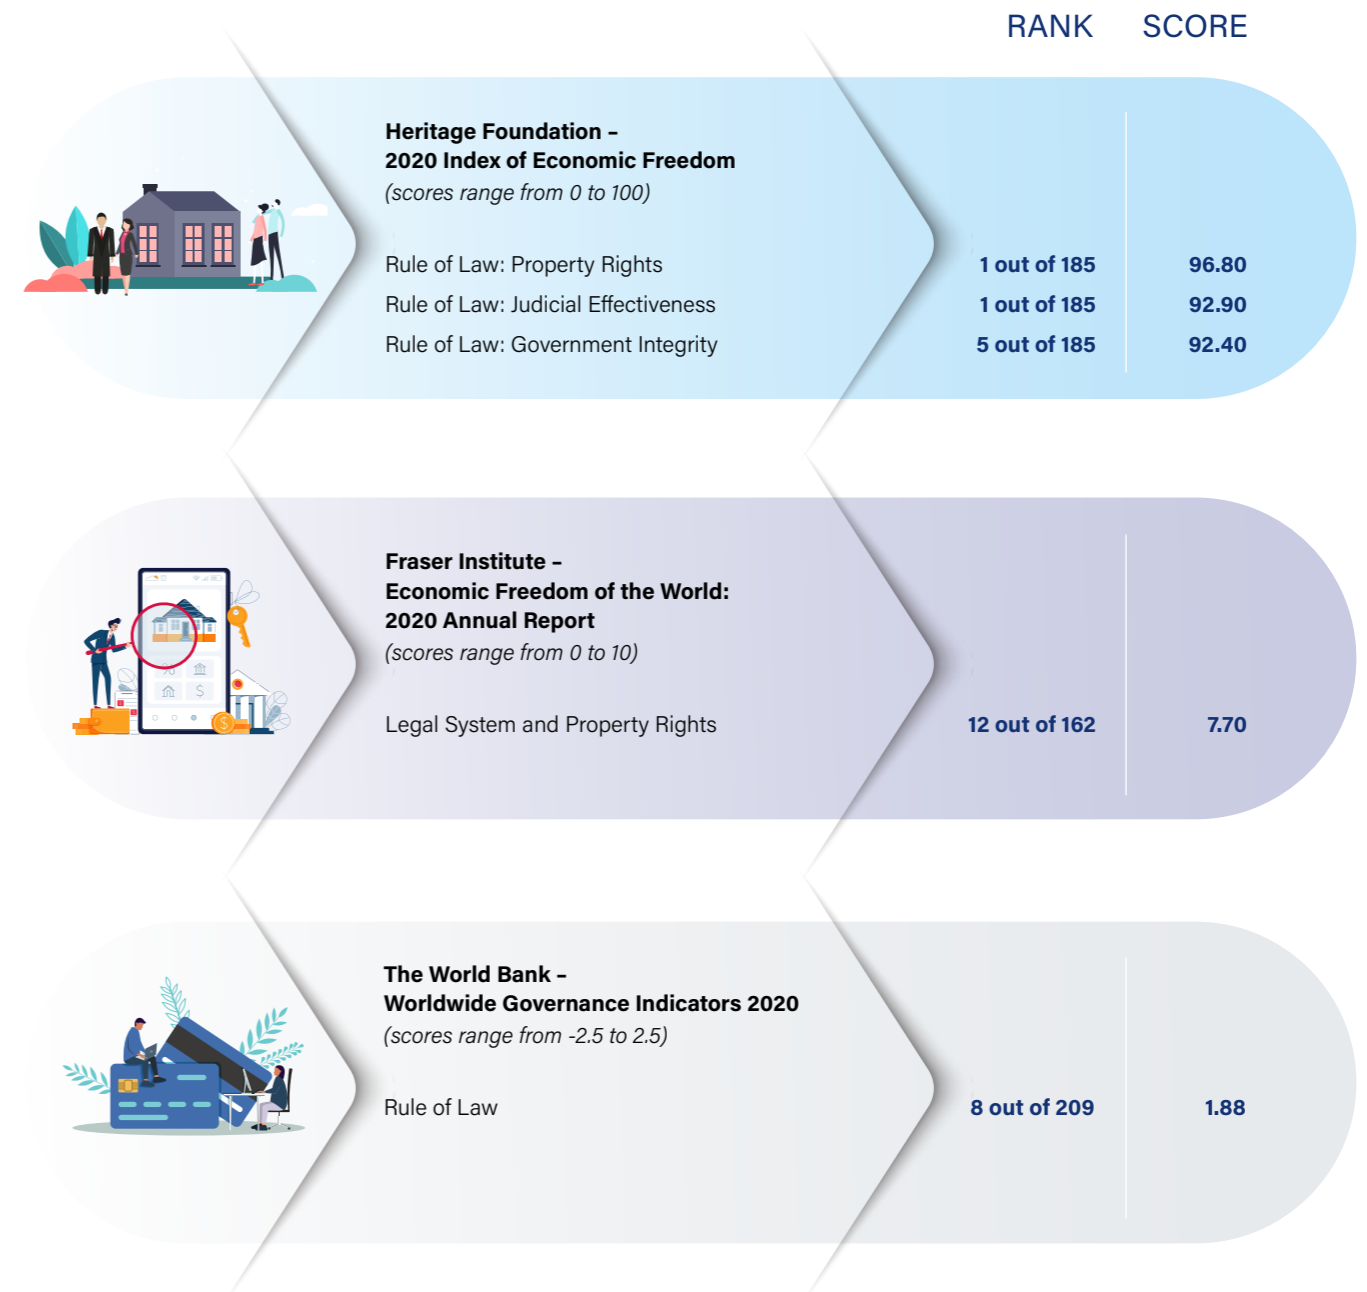 RANK SCORE
Heritage Foundation –
2020 Index of Economic Freedom
(scores range from 0 to 100)
Rule of Law: Property Rights 1 out of 185 96.80
Rule of Law: Judicial Effectiveness 1 out of 185 92.90
Rule of Law: Government Integrity 5 out of 185 92.40
Fraser Institute –
Economic Freedom of the World:
2020 Annual Report
(scores range from 0 to 10)
Legal System and Property Rights 12 out of 162 7.70
The World Bank –
Worldwide Governance Indicators 2020
(scores range from -2.5 to 2.5)
Rule of Law 8 out of 209 1.88